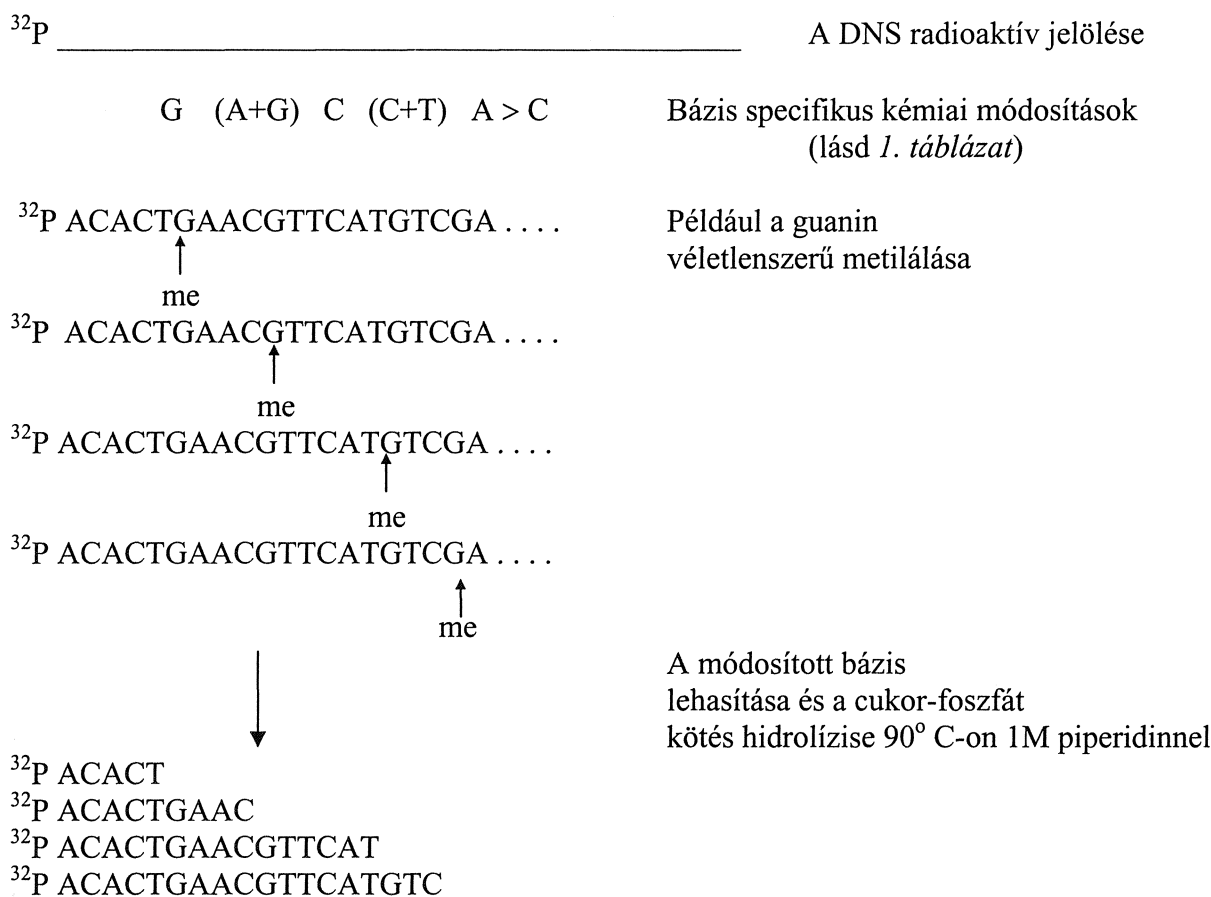 ³²P A DNS radioaktív jelölése
G (A+G) C (C+T) A > C Bázis specifikus kémiai módosítások
(lásd 1. táblázat)
³²P ACACTGAACGTTCATGTCGA . . . . Például a guanin
véletlenszerű metilálása
me
³²P ACACTGAACGTTCATGTCGA . . . .
me
³²P ACACTGAACGTTCATGTCGA . . . .
me
³²P ACACTGAACGTTCATGTCGA . . . .
me
A módosított bázis
lehasítása és a cukor-foszfát
kötés hidrolízise 90° C-on 1M piperidinnel
³²P ACACT
³²P ACACTGAAC
³²P ACACTGAACGTTCAT
³²P ACACTGAACGTTCATGTC